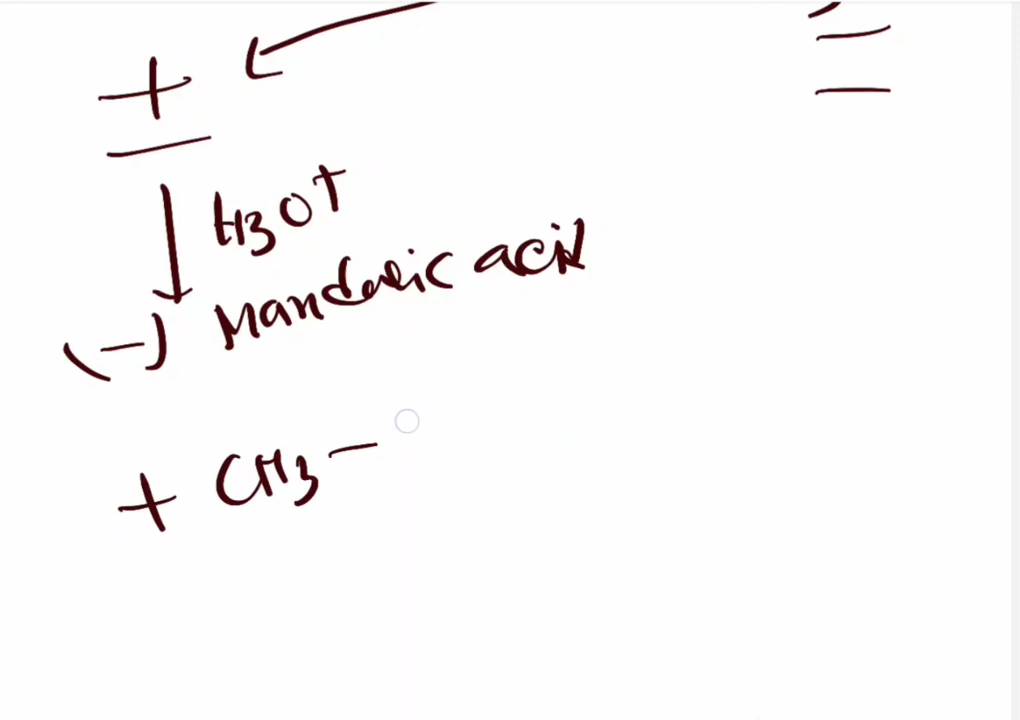 +
H3O+
(-) Mandelic acid
+ CH3 -